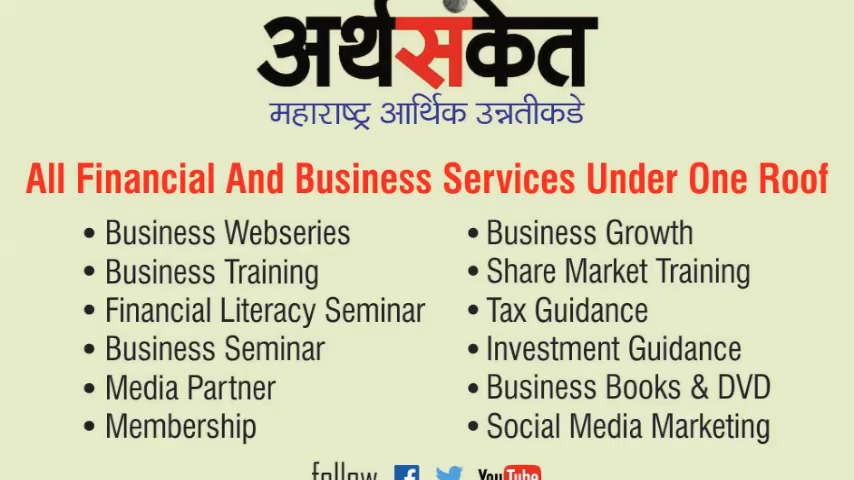 अर्थसंकेत
महाराष्ट्र आर्थिक उन्नतीकडे
All Financial And Business Services Under One Roof
• Business Webseries
• Business Training
• Financial Literacy Seminar
• Business Seminar
• Media Partner
• Membership
• Business Growth
• Share Market Training
• Tax Guidance
• Investment Guidance
• Business Books & DVD
• Social Media Marketing
follow f YouTube